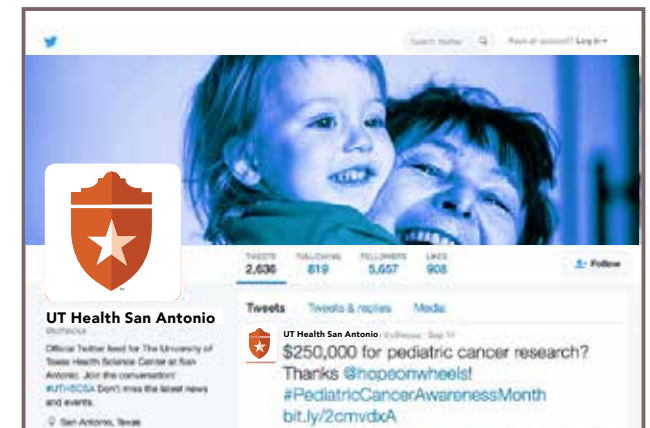 Search Twitter
Have an account? Log in
TWEETS FOLLOWING FOLLOWERS LIKES
2,636 819 5,657 908
Follow
UT Health San Antonio
Tweets Tweets & replies Media
Official Twitter feed for The University of
Texas Health Science Center at San
Antonio. Join the conversation!
#UTHSCSA Don't miss the latest news
and events.
San Antonio, Texas
UT Health San Antonio Sep 11
$250,000 for pediatric cancer research?
Thanks @hopeonwheels!
#PediatricCancerAwarenessMonth
bit.ly/2cmvdxA